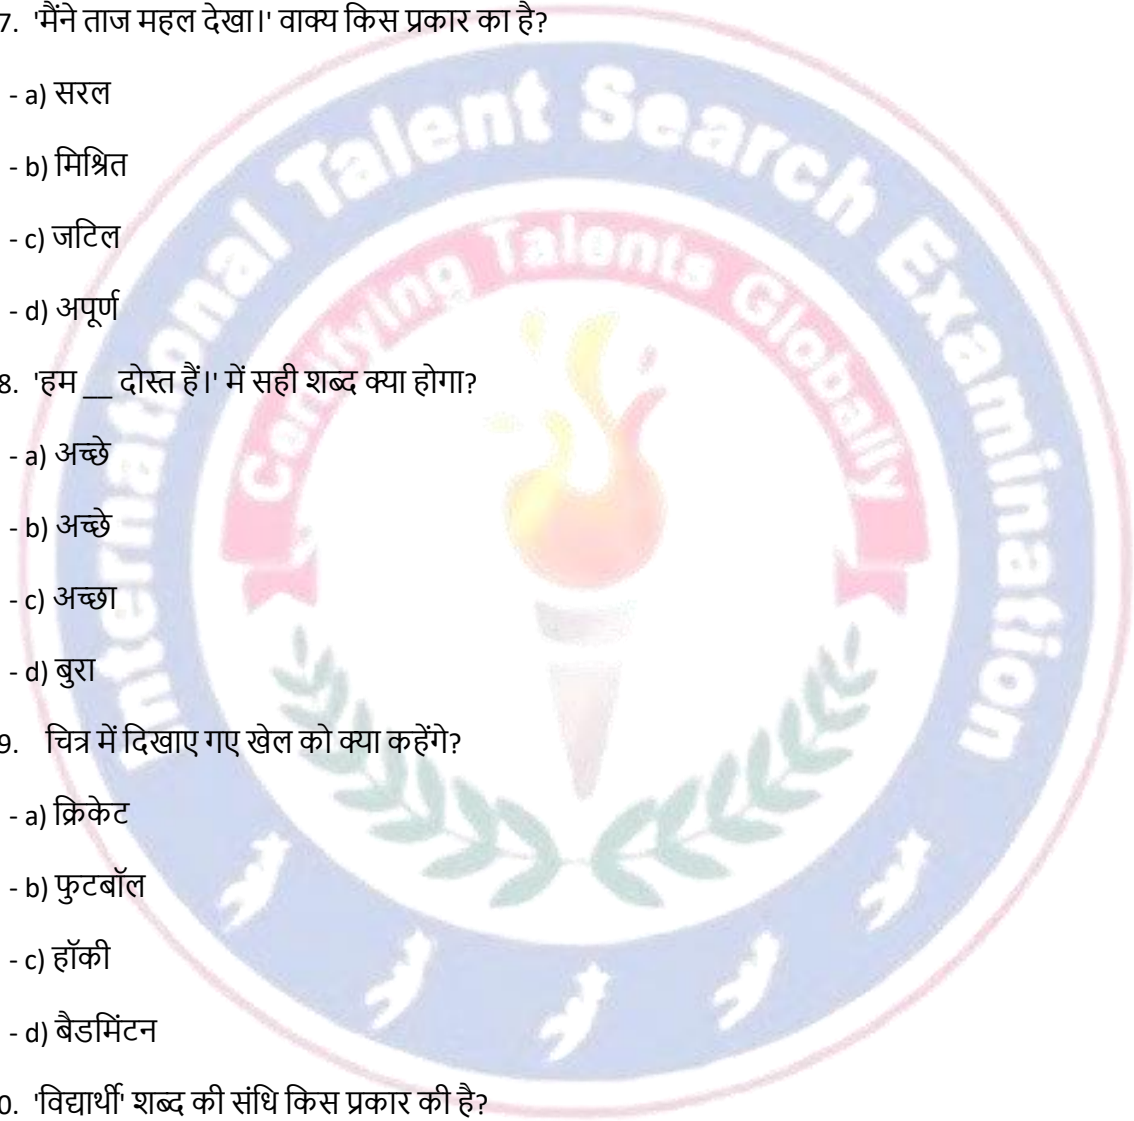 7. 'मैंने ताज महल देखा।' वाक्य किस प्रकार का है?
- a) सरल
- b) मिश्रित
- c) जटिल
- d) अपूर्ण
8. 'हम __ दोस्त हैं।' में सही शब्द क्या होगा?
- a) अच्छे
- b) अच्छे
- c) अच्छा
- d) बुरा
9. चित्र में दिखाए गए खेल को क्या कहेंगे?
- a) क्रिकेट
- b) फुटबॉल
- c) हॉकी
- d) बैडमिंटन
0. 'विद्यार्थी' शब्द की संधि किस प्रकार की है?
International Talent Search Examination
Certifying Talents Globally